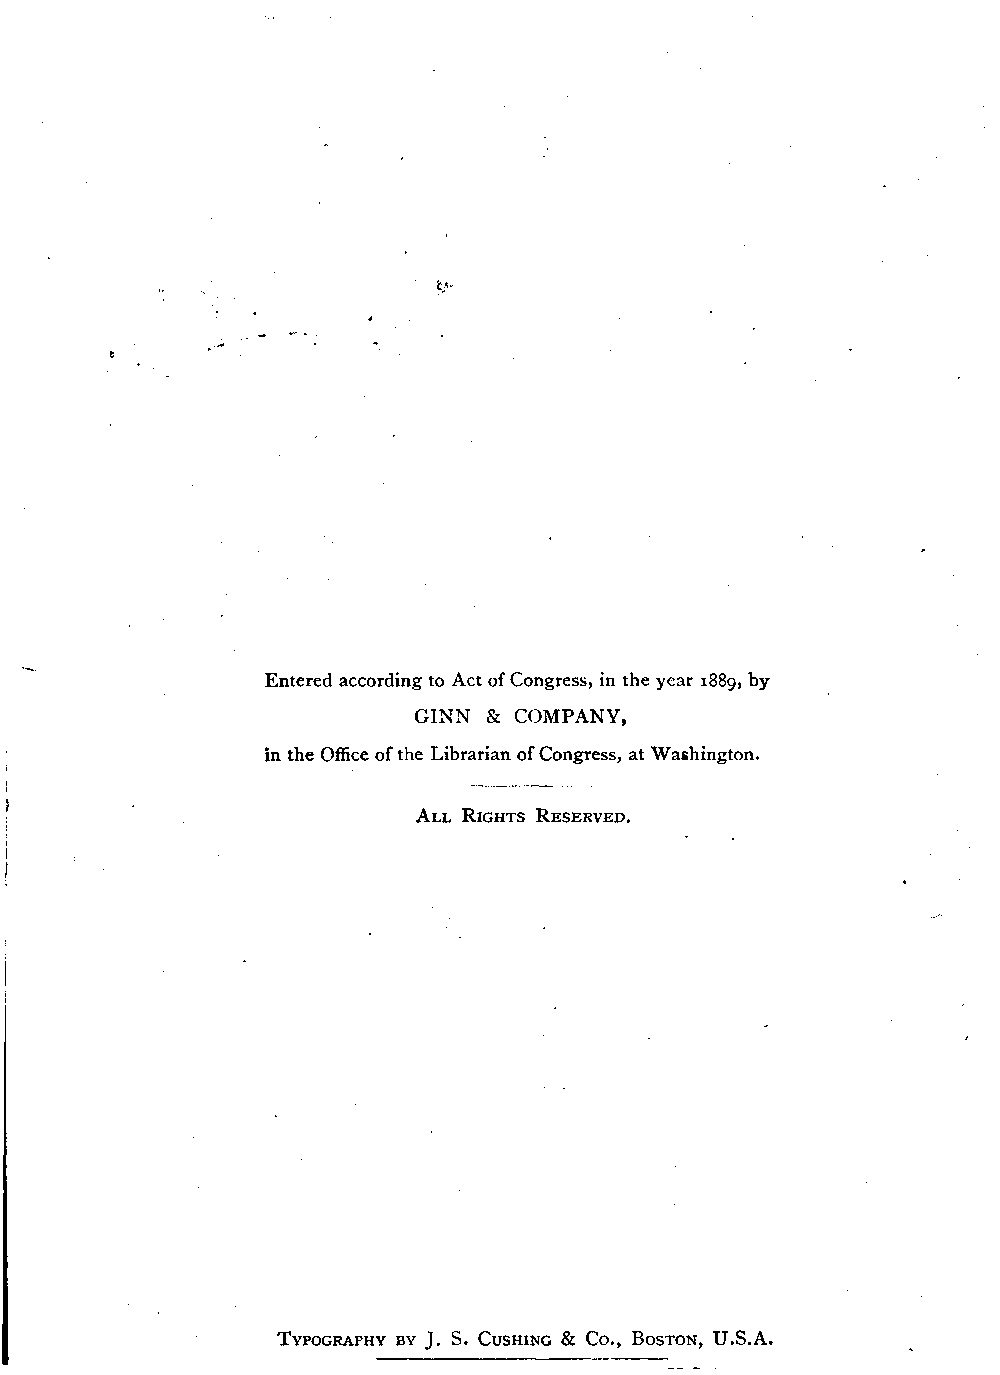 Entered according to Act of Congress, in the year 1889, by
GINN & COMPANY,
in the Office of the Librarian of Congress, at Washington.
ALL RIGHTS RESERVED.
TYPOGRAPHY BY J. S. CUSHING & CO., BOSTON, U.S.A.